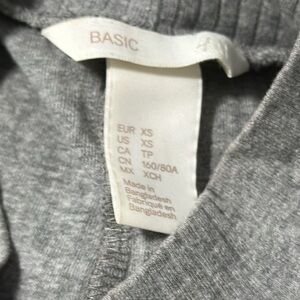 BASIC
EUR XS
US XS
CA TP
CN 160/80A
MX XCH
Made in
Bangladesh
Fabriqué en
Bangladesh